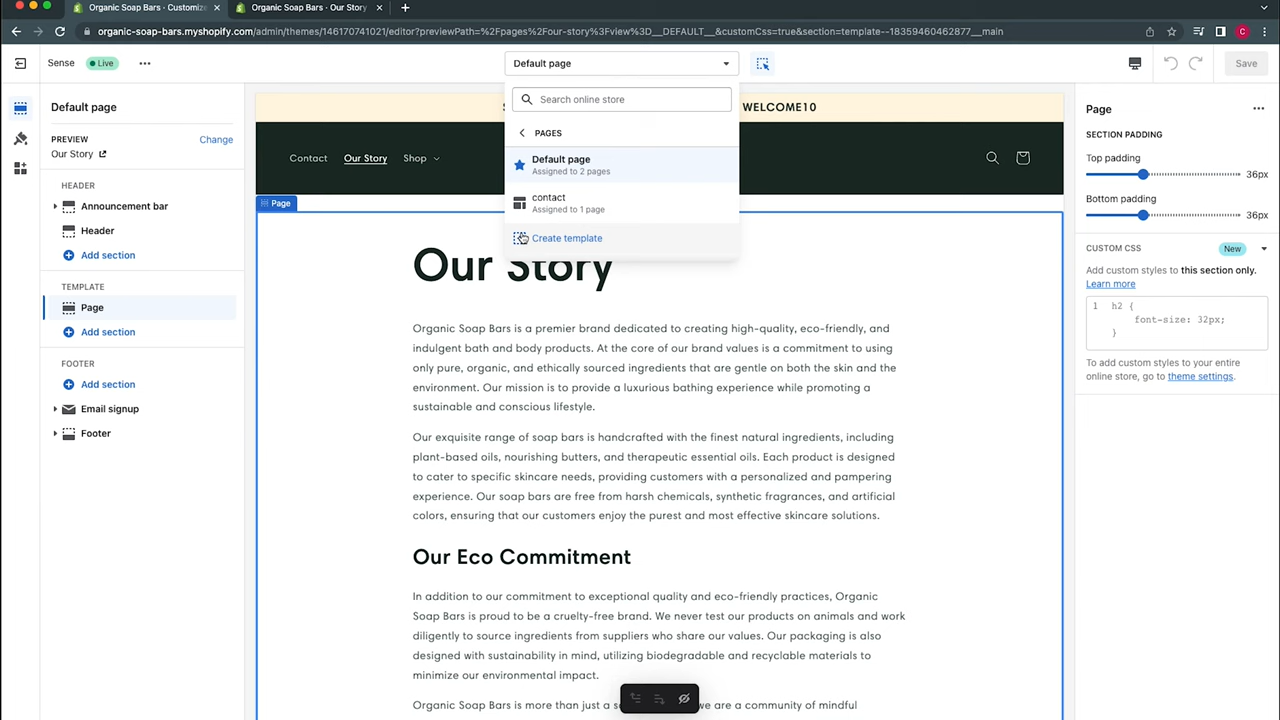 Organic Soap Bars - Customize
Organic Soap Bars - Our Story
organic-soap-bars.myshopify.com/admin/themes/146170741021/editor?previewPath=%2Fpages%2Four-story%3Fview%3D__DEFAULT__&customCss=true&section=template--18359460462877__main
C
Sense
Live
Default page
Save
Default page
PREVIEW
Our Story
Change
HEADER
Announcement bar
Header
Add section
TEMPLATE
Page
Add section
FOOTER
Add section
Email signup
Footer
Search online store
PAGES
Default page
Assigned to 2 pages
contact
Assigned to 1 page
Create template
WELCOME10
Contact
Our Story
Shop
Page
Our Story
Organic Soap Bars is a premier brand dedicated to creating high-quality, eco-friendly, and
indulgent bath and body products. At the core of our brand values is a commitment to using
only pure, organic, and ethically sourced ingredients that are gentle on both the skin and the
environment. Our mission is to provide a luxurious bathing experience while promoting a
sustainable and conscious lifestyle.
Our exquisite range of soap bars is handcrafted with the finest natural ingredients, including
plant-based oils, nourishing butters, and therapeutic essential oils. Each product is designed
to cater to specific skincare needs, providing customers with a personalized and pampering
experience. Our soap bars are free from harsh chemicals, synthetic fragrances, and artificial
colors, ensuring that our customers enjoy the purest and most effective skincare solutions.
Our Eco Commitment
In addition to our commitment to exceptional quality and eco-friendly practices, Organic
Soap Bars is proud to be a cruelty-free brand. We never test our products on animals and work
diligently to source ingredients from suppliers who share our values. Our packaging is also
designed with sustainability in mind, utilizing biodegradable and recyclable materials to
minimize our environmental impact.
Organic Soap Bars is more than just a we are a community of mindful
Page
SECTION PADDING
Top padding
36px
Bottom padding
36px
CUSTOM CSS
New
Add custom styles to this section only.
Learn more
1 h2 {
font-size: 32px;
}
To add custom styles to your entire
online store, go to theme settings.